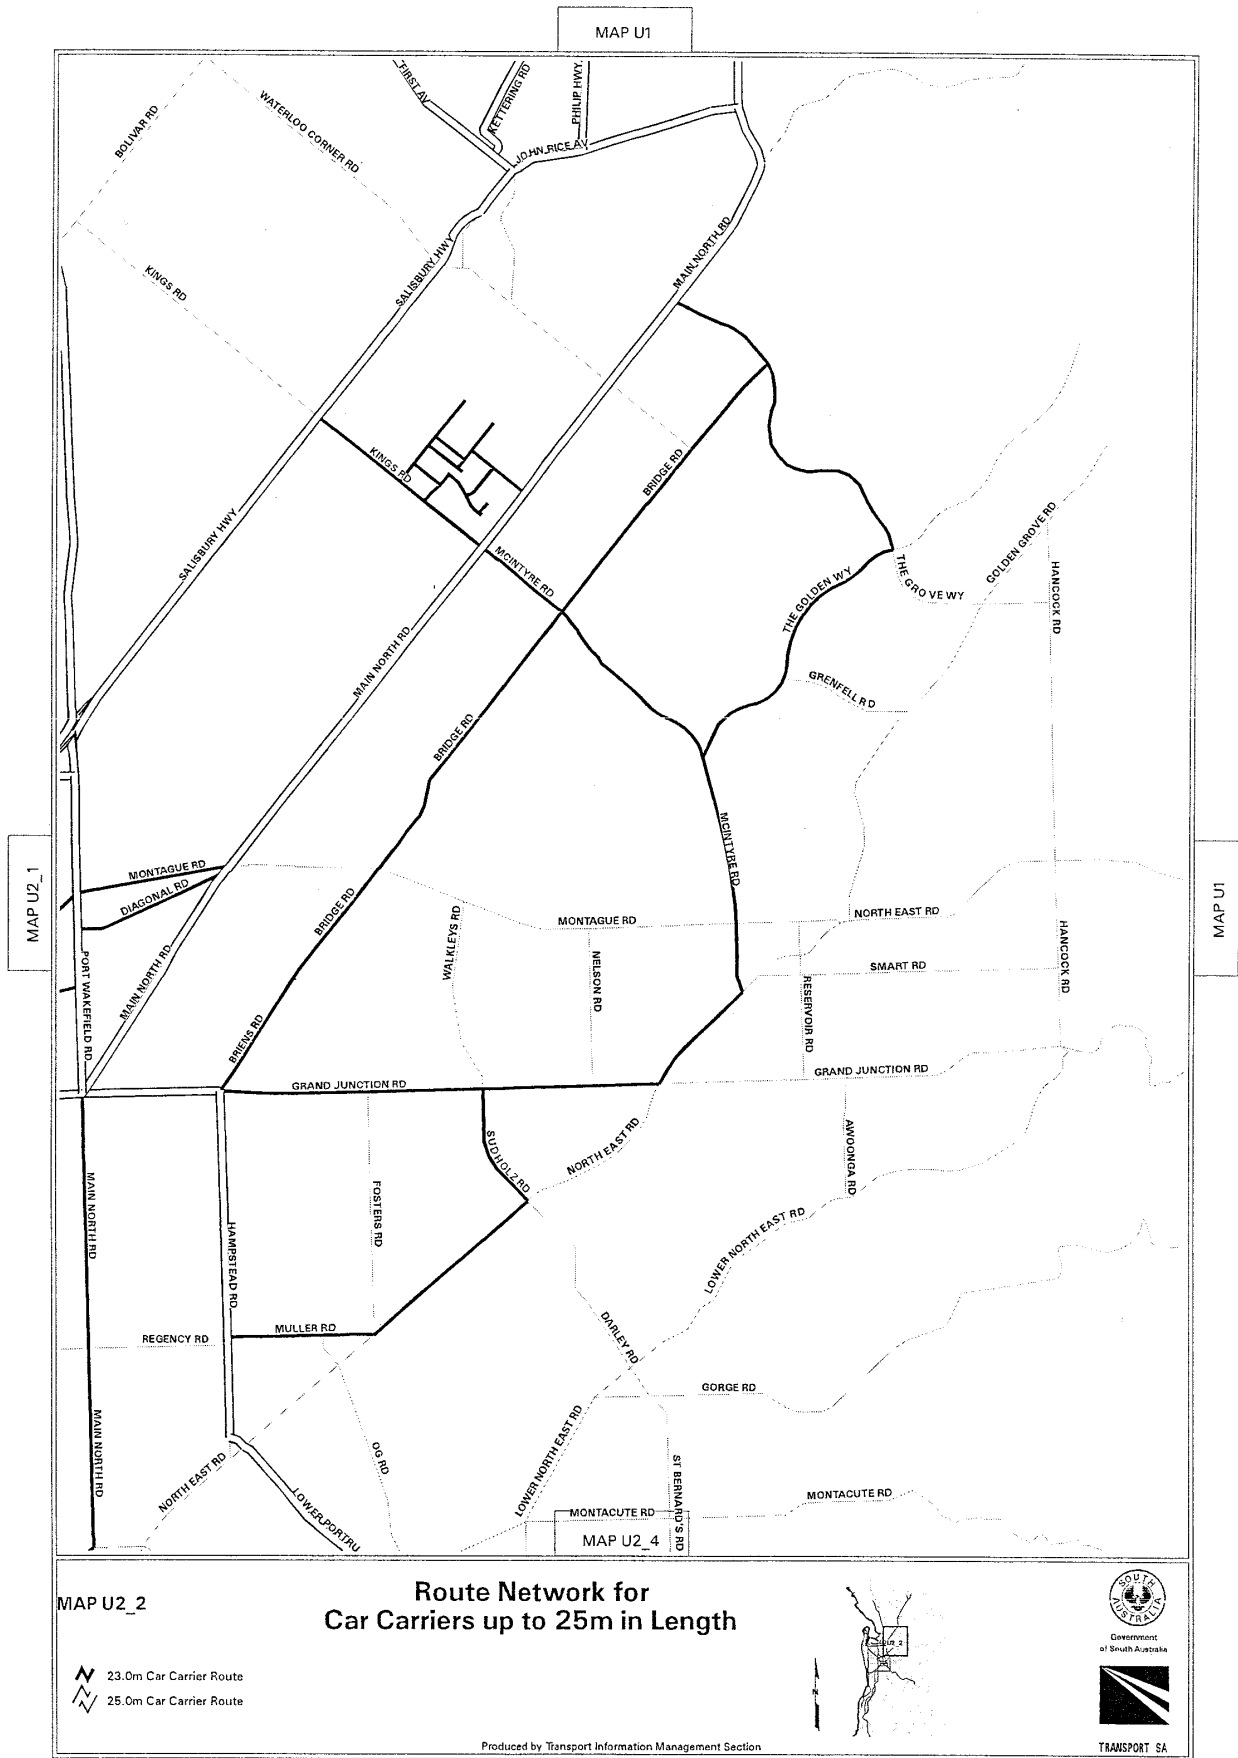 MAP U1
FIRST AV
KETTERING RD
PHILIP HWY
BOLIVAR RD
WATERLOO CORNER RD
JOHN RICE AV
MAIN NORTH RD
SALISBURY HWY
KINGS RD
KINGS RD
BRIDGE RD
SALISBURY HWY
MCINTYRE RD
GOLDEN GROVE RD
THE GROVE WY
HANCOCK RD
THE GOLDEN WY
MAIN NORTH RD
GRENFELL RD
BRIDGE RD
MCINTYRE RD
MAP U2_1
MONTAGUE RD
DIAGONAL RD
BRIDGE RD
WALKLEYS RD
MONTAGUE RD
NORTH EAST RD
MAP U1
NELSON RD
SMART RD
HANCOCK RD
RESERVOIR RD
PORT WAKEFIELD RD
MAIN NORTH RD
BRIENS RD
GRAND JUNCTION RD
GRAND JUNCTION RD
SUDHOLZ RD
NORTH EAST RD
AWOONGA RD
MAIN NORTH RD
FOSTERS RD
HAMPSTEAD RD
LOWER NORTH EAST RD
REGENCY RD
MULLER RD
DARLEY RD
GORGE RD
MAIN NORTH RD
NORTH EAST RD
OG RD
LOWER NORTH EAST RD
ST BERNARD'S RD
LOWER PORTRU
MONTACUTE RD
MONTACUTE RD
MAP U2_4
MAP U2_2
Route Network for
Car Carriers up to 25m in Length
23.0m Car Carrier Route
25.0m Car Carrier Route
N
U2_2
SOUTH
AUSTRALIA
Government
of South Australia
TRANSPORT SA
Produced by Transport Information Management Section